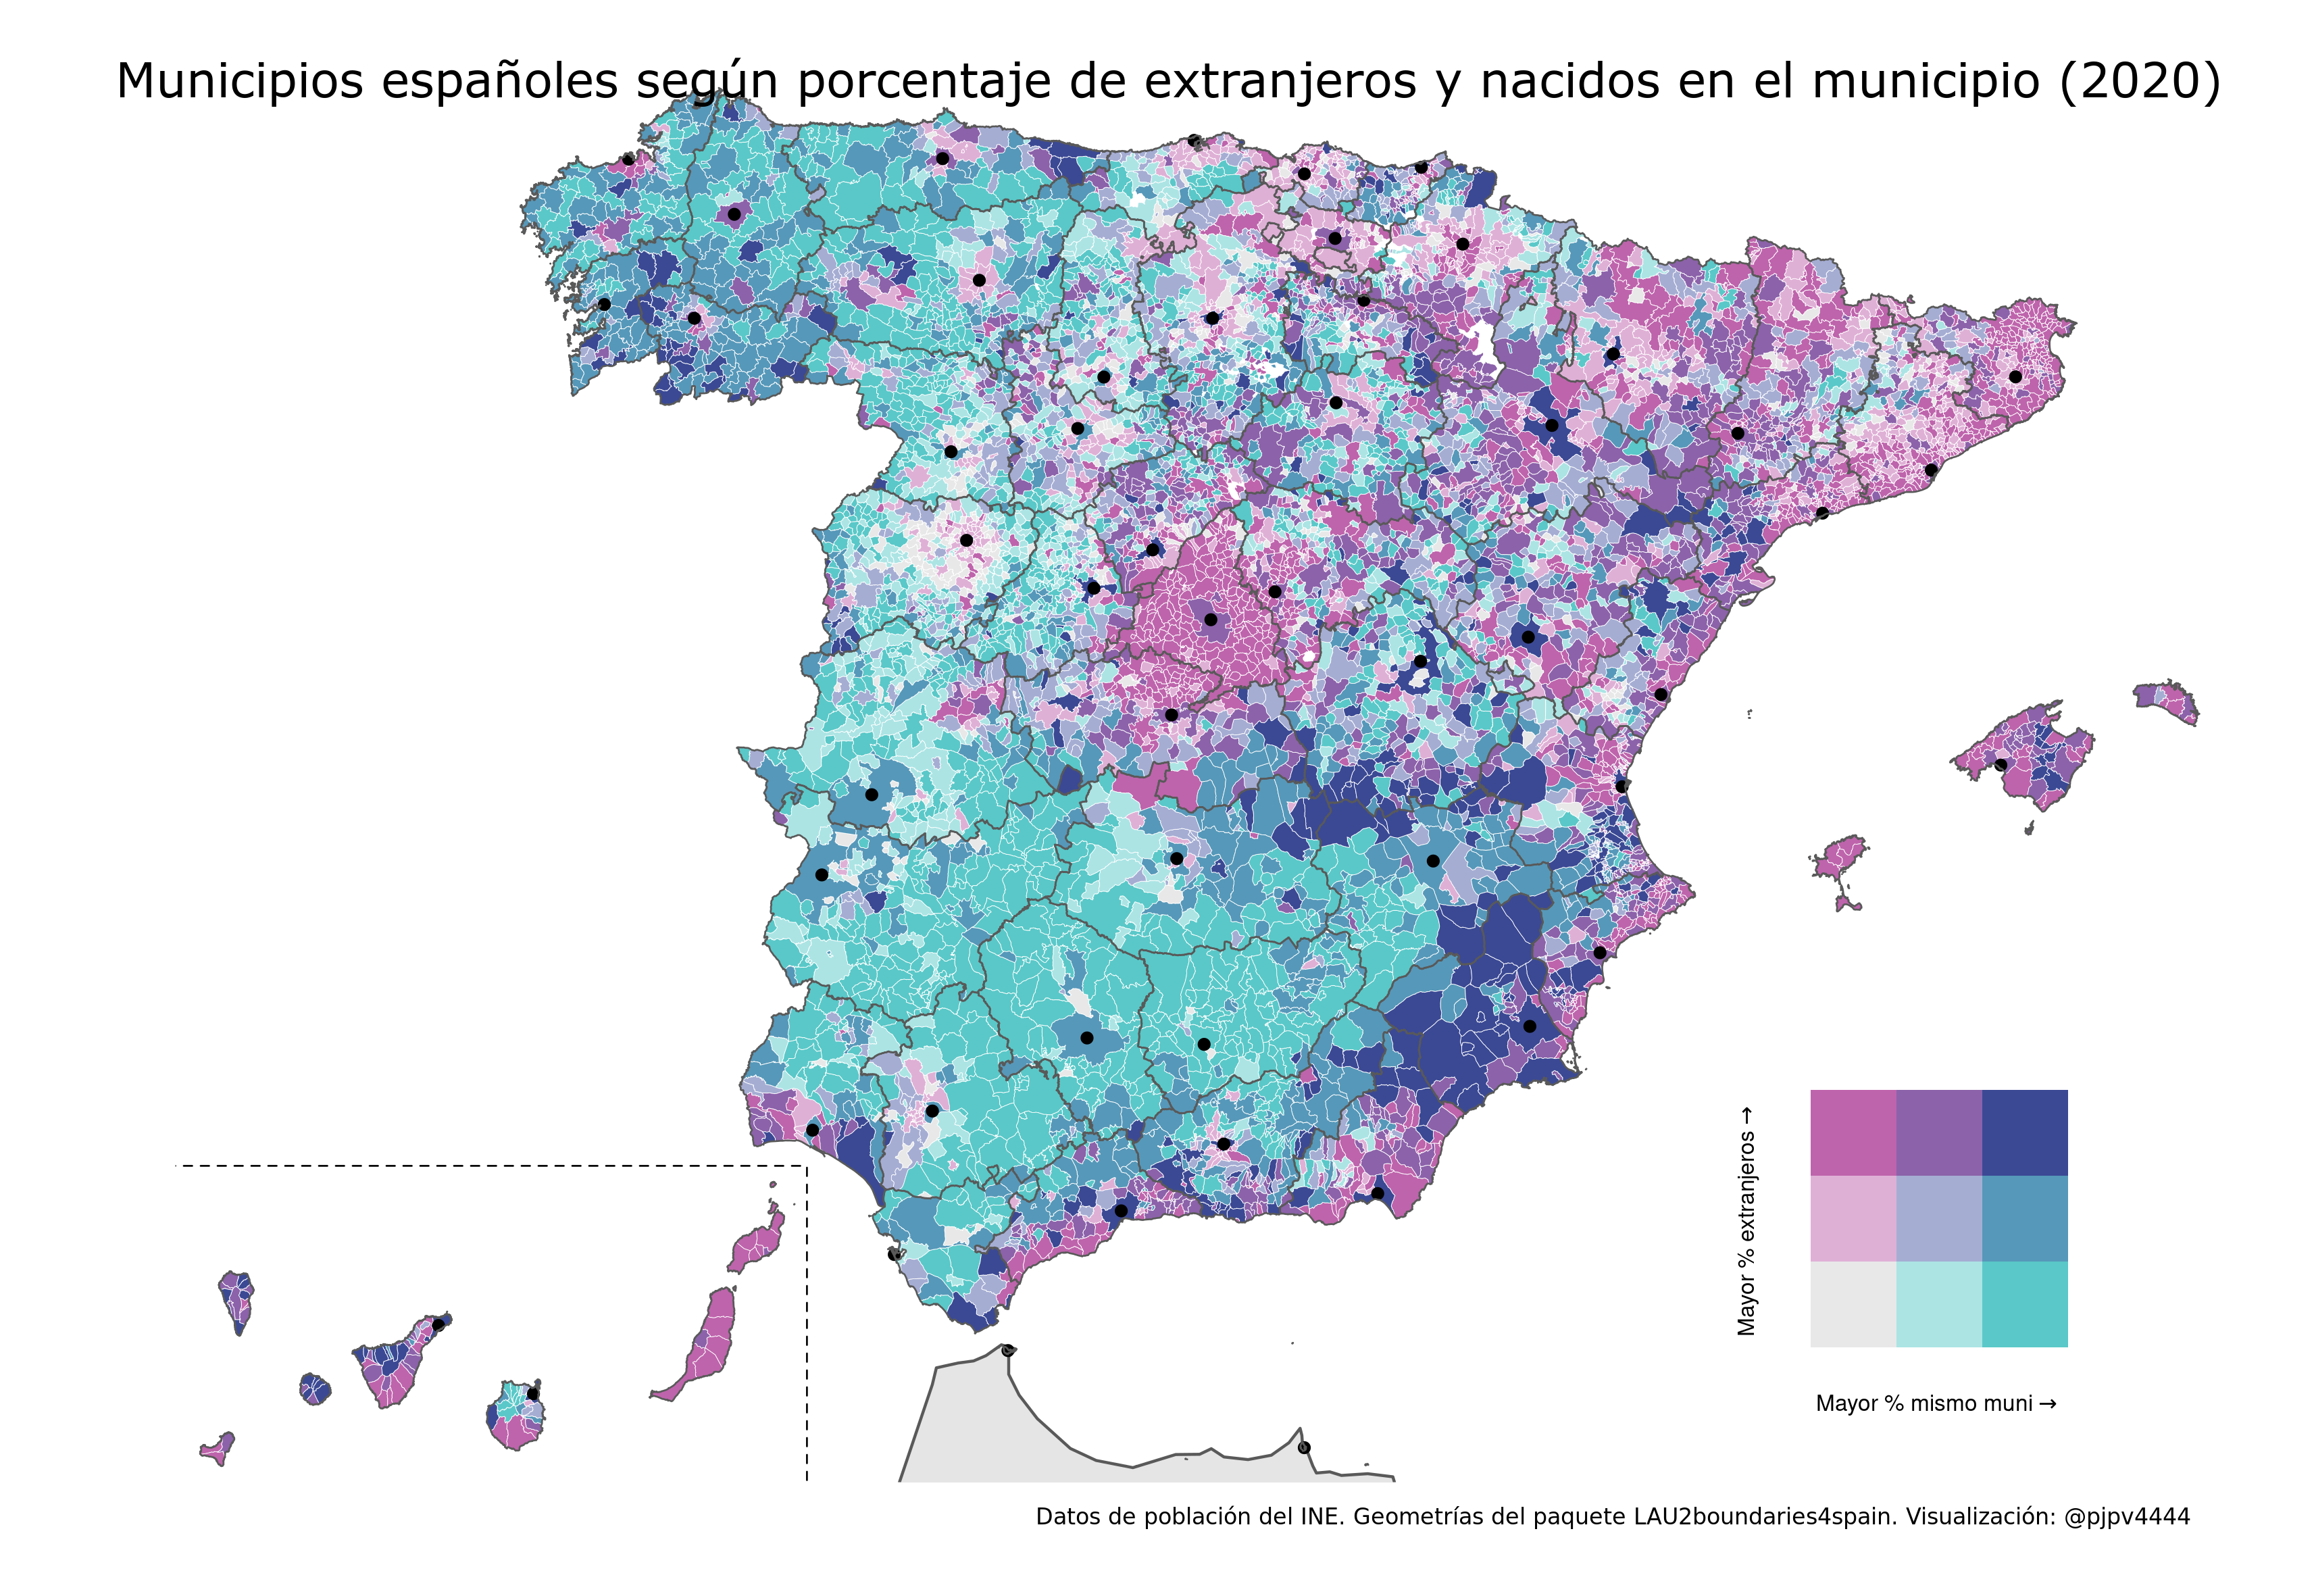 Municipios españoles según porcentaje de extranjeros y nacidos en el municipio (2020)
Mayor % extranjeros →
Mayor % mismo muni →
Datos de población del INE. Geometrías del paquete LAU2boundaries4spain. Visualización: @pjpv4444